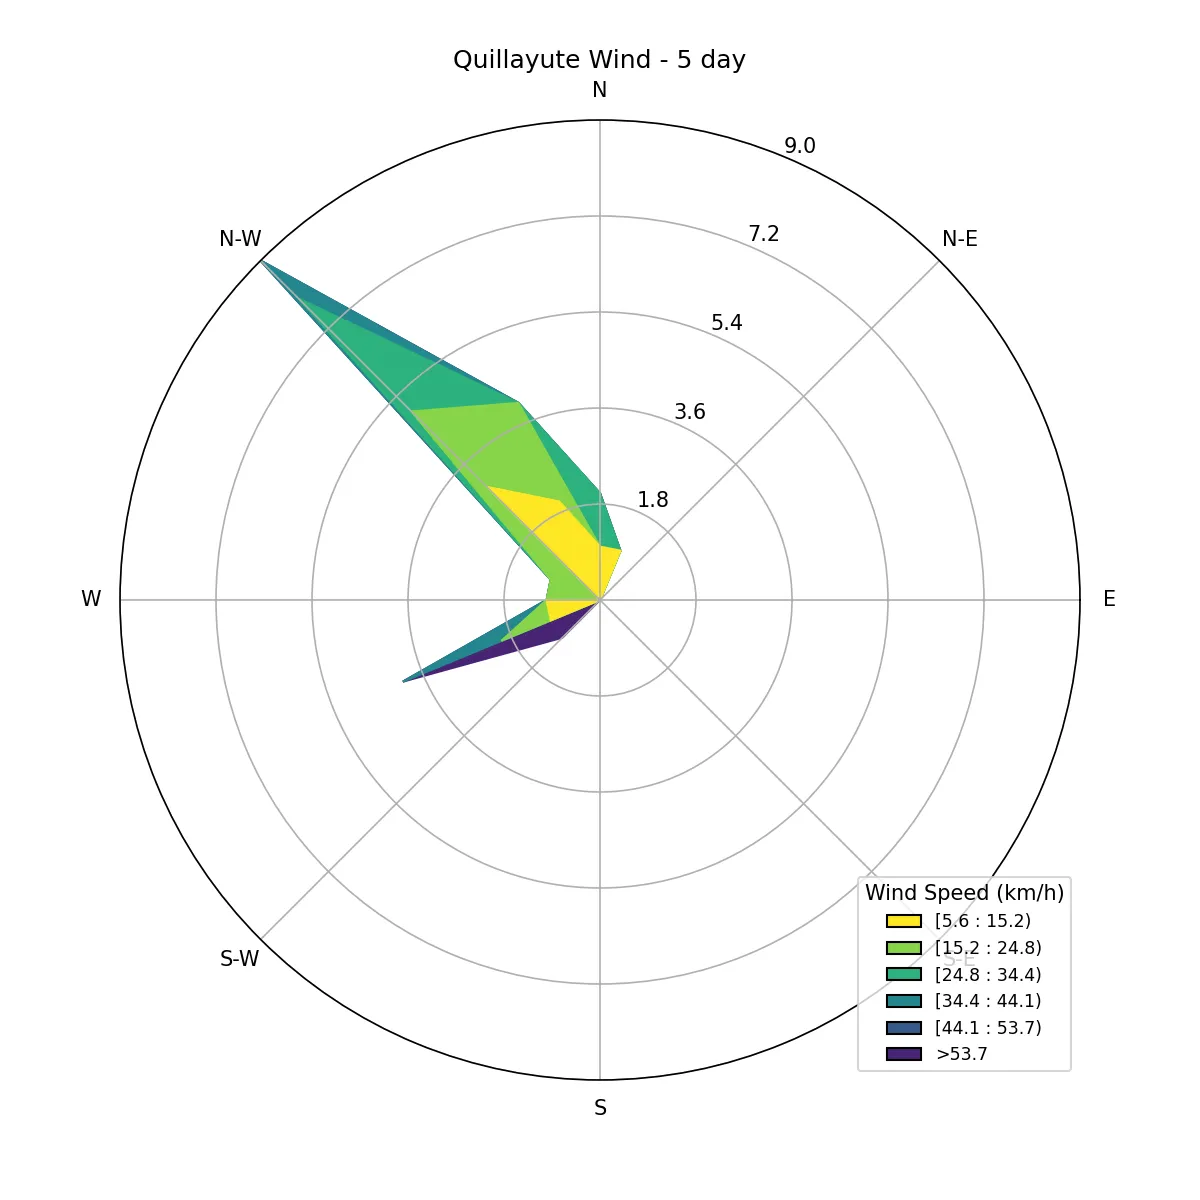 Quillayute Wind - 5 day
N
9.0
N-W
N-E
7.2
5.4
3.6
1.8
W
E
S-W
S-E
S
Wind Speed (km/h)
[5.6 : 15.2)
[15.2 : 24.8)
[24.8 : 34.4)
[34.4 : 44.1)
[44.1 : 53.7)
>53.7